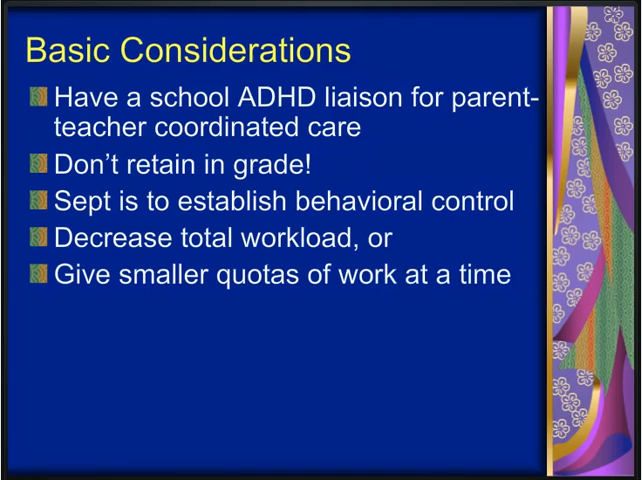 Basic Considerations
Have a school ADHD liaison for parent-
teacher coordinated care
Don't retain in grade!
Sept is to establish behavioral control
Decrease total workload, or
Give smaller quotas of work at a time